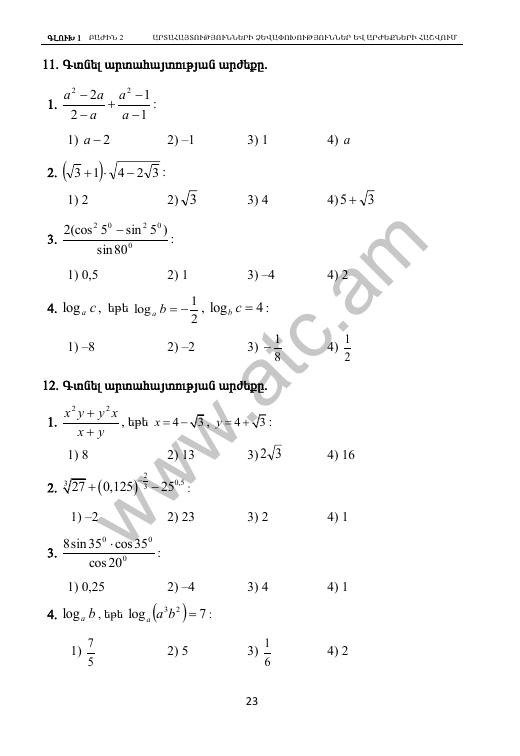 ԳԼՈՒԽ 1 ԲԱԺԻՆ 2 ԱՐՏԱՀԱՅՏՈՒԹՅՈՒՆՆԵՐԻ ՁԵՎԱՓՈԽՈՒԹՅՈՒՆՆԵՐ ԵՎ ԱՐԺԵՔՆԵՐԻ ՀԱՇՎՈՒՄ
11. Գտնել արտահայտության արժեքը.
1. (a² − 2a)/(2 − a) + (a² − 1)/(a − 1) :
1) a − 2 2) –1 3) 1 4) a
2. (√3 + 1) · √(4 − 2√3) :
1) 2 2) √3 3) 4 4) 5 + √3
3. 2(cos² 5⁰ − sin² 5⁰)/sin 80⁰ :
1) 0,5 2) 1 3) –4 4) 2
4. logₐ c, եթե logₐ b = −1/2, log_b c = 4 :
1) –8 2) –2 3) −1/8 4) 1/2
12. Գտնել արտահայտության արժեքը.
1. (x²y + y²x)/(x + y), եթե x = 4 − √3, y = 4 + √3 :
1) 8 2) 13 3) 2√3 4) 16
2. ∛27 + (0,125)^(−2/3) − 25^0,5 :
1) –2 2) 23 3) 2 4) 1
3. 8sin 35⁰ · cos 35⁰/cos 20⁰ :
1) 0,25 2) –4 3) 4 4) 1
4. logₐ b, եթե logₐ(a³b²) = 7 :
1) 7/5 2) 5 3) 1/6 4) 2
23
www.atc.am